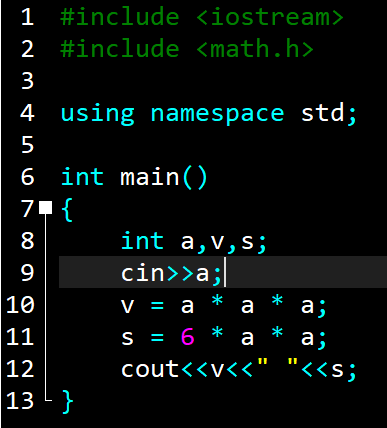 1 #include <iostream>
2 #include <math.h>
3
4 using namespace std;
5
6 int main()
7 {
8     int a,v,s;
9     cin>>a;
10     v = a * a * a;
11     s = 6 * a * a;
12     cout<<v<<" "<<s;
13 }